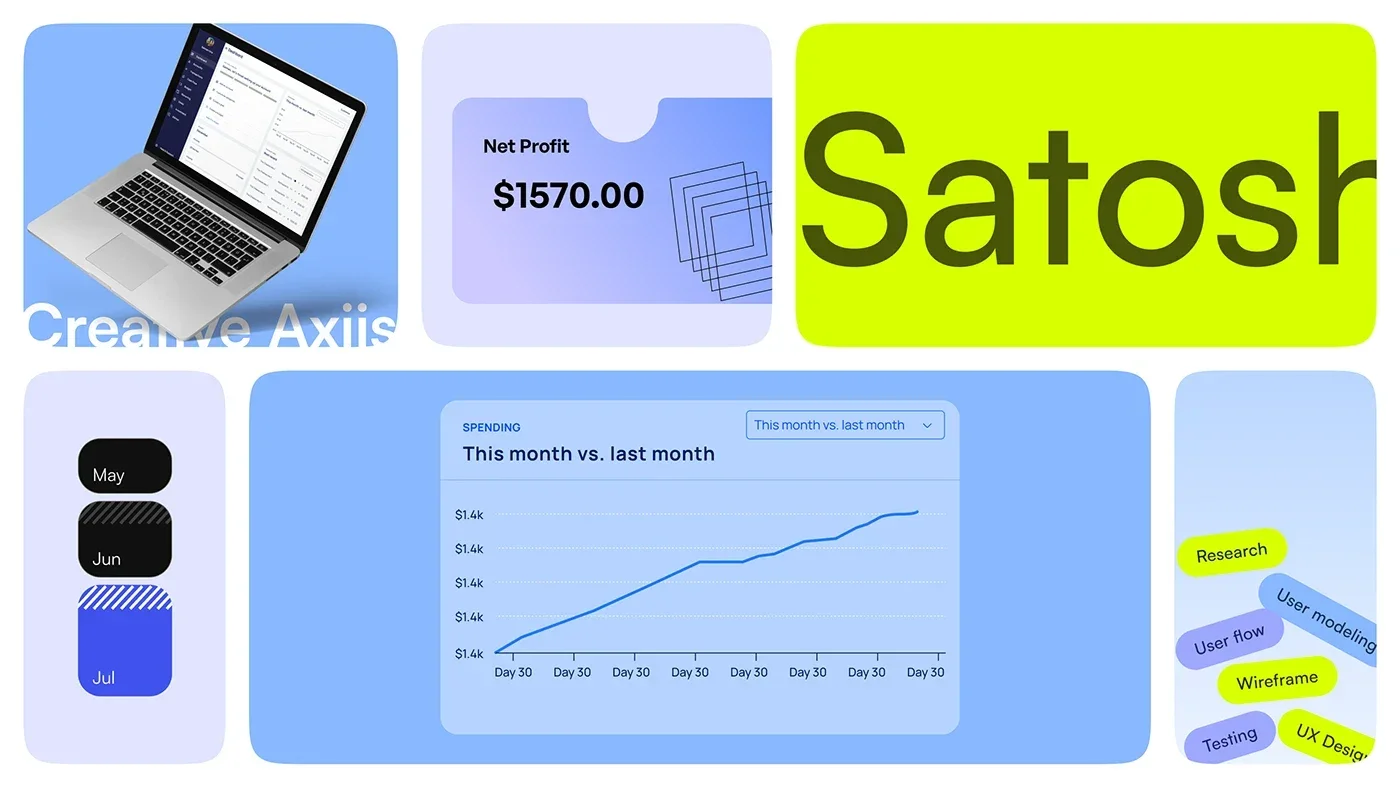 Creative Axiis
Net Profit
$1570.00
Satosh
May
Jun
Jul
SPENDING
This month vs. last month
This month vs. last month
$1.4k
$1.4k
$1.4k
$1.4k
$1.4k
Day 30
Day 30
Day 30
Day 30
Day 30
Day 30
Day 30
Day 30
Research
User modeling
User flow
Wireframe
Testing
UX Desig